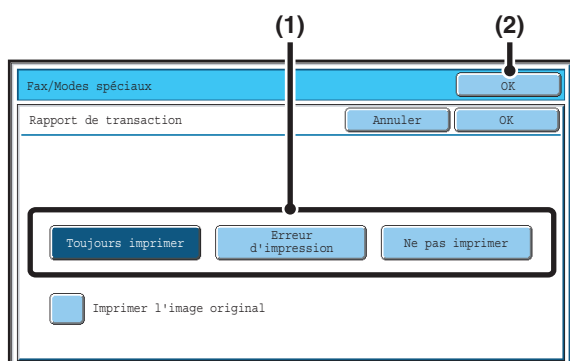 (1) (2)
Fax/Modes spéciaux OK
Rapport de transaction Annuler OK
Toujours imprimer Erreur d'impression Ne pas imprimer
Imprimer l'image original